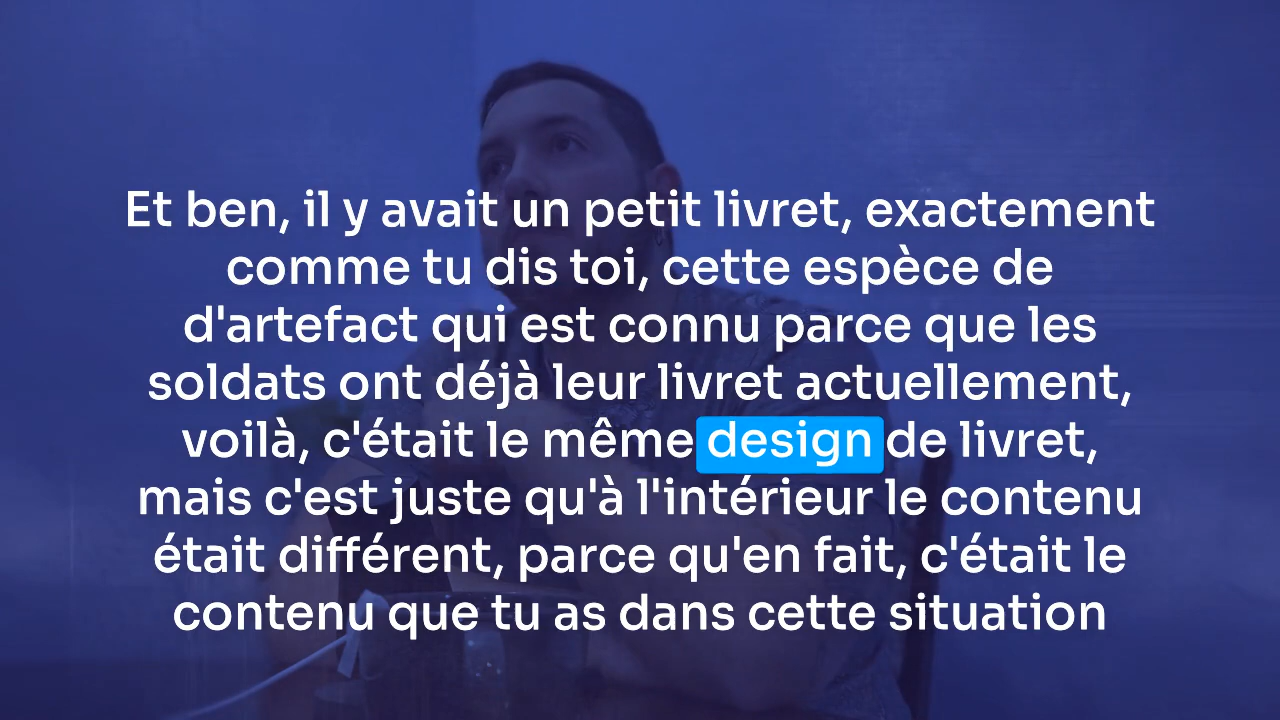 Et ben, il y avait un petit livret, exactement
comme tu dis toi, cette espèce de
d'artefact qui est connu parce que les
soldats ont déjà leur livret actuellement,
voilà, c'était le même design de livret,
mais c'est juste qu'à l'intérieur le contenu
était différent, parce qu'en fait, c'était le
contenu que tu as dans cette situation